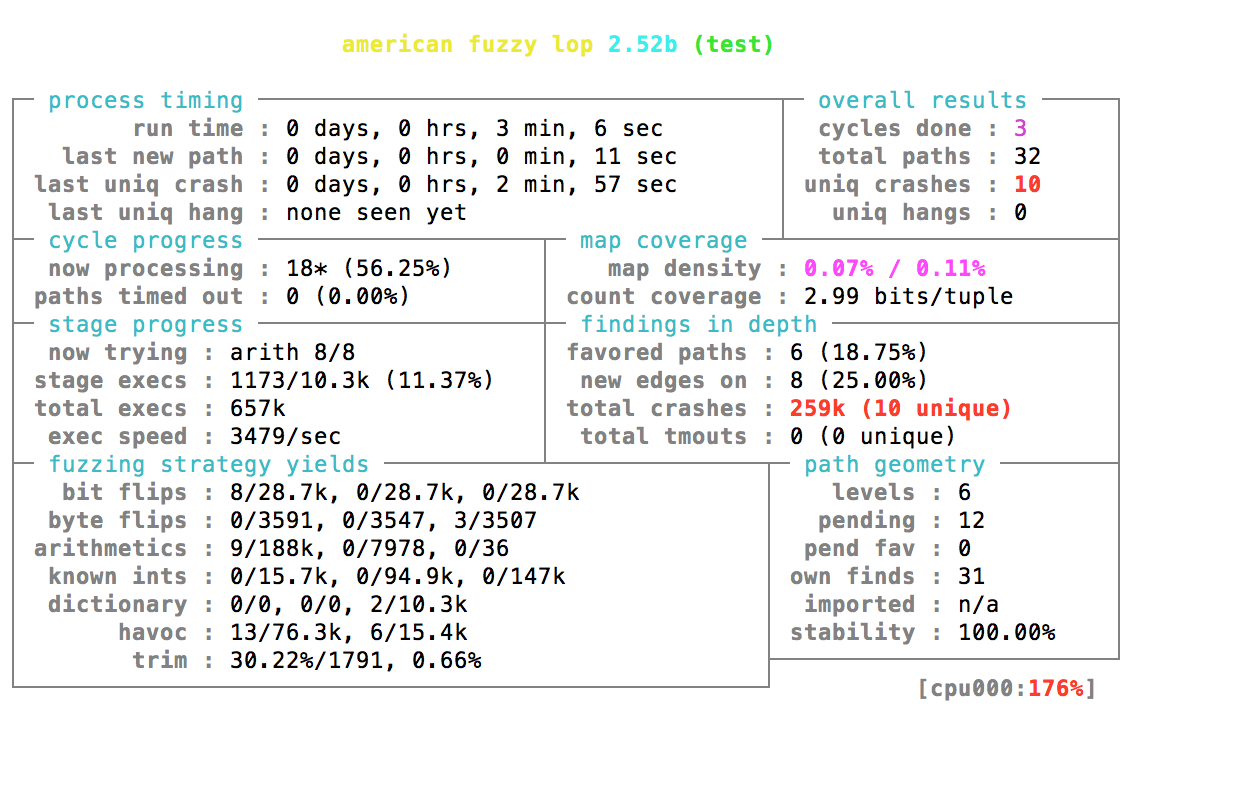 american fuzzy lop 2.52b (test)
process timing overall results
run time : 0 days, 0 hrs, 3 min, 6 sec cycles done : 3
last new path : 0 days, 0 hrs, 0 min, 11 sec total paths : 32
last uniq crash : 0 days, 0 hrs, 2 min, 57 sec uniq crashes : 10
last uniq hang : none seen yet uniq hangs : 0
cycle progress map coverage
now processing : 18* (56.25%) map density : 0.07% / 0.11%
paths timed out : 0 (0.00%) count coverage : 2.99 bits/tuple
stage progress findings in depth
now trying : arith 8/8 favored paths : 6 (18.75%)
stage execs : 1173/10.3k (11.37%) new edges on : 8 (25.00%)
total execs : 657k total crashes : 259k (10 unique)
exec speed : 3479/sec total tmouts : 0 (0 unique)
fuzzing strategy yields path geometry
bit flips : 8/28.7k, 0/28.7k, 0/28.7k levels : 6
byte flips : 0/3591, 0/3547, 3/3507 pending : 12
arithmetics : 9/188k, 0/7978, 0/36 pend fav : 0
known ints : 0/15.7k, 0/94.9k, 0/147k own finds : 31
dictionary : 0/0, 0/0, 2/10.3k imported : n/a
havoc : 13/76.3k, 6/15.4k stability : 100.00%
trim : 30.22%/1791, 0.66%
[cpu000:176%]